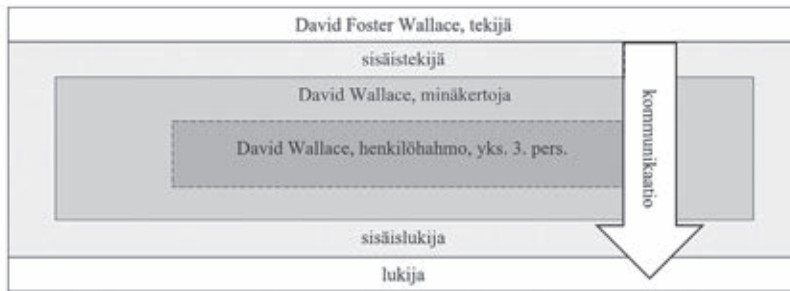 David Foster Wallace, tekijä
sisäistekijä
David Wallace, minäkertoja
David Wallace, henkilöhahmo, yks. 3. pers.
kommunikaatio
sisäislukija
lukija